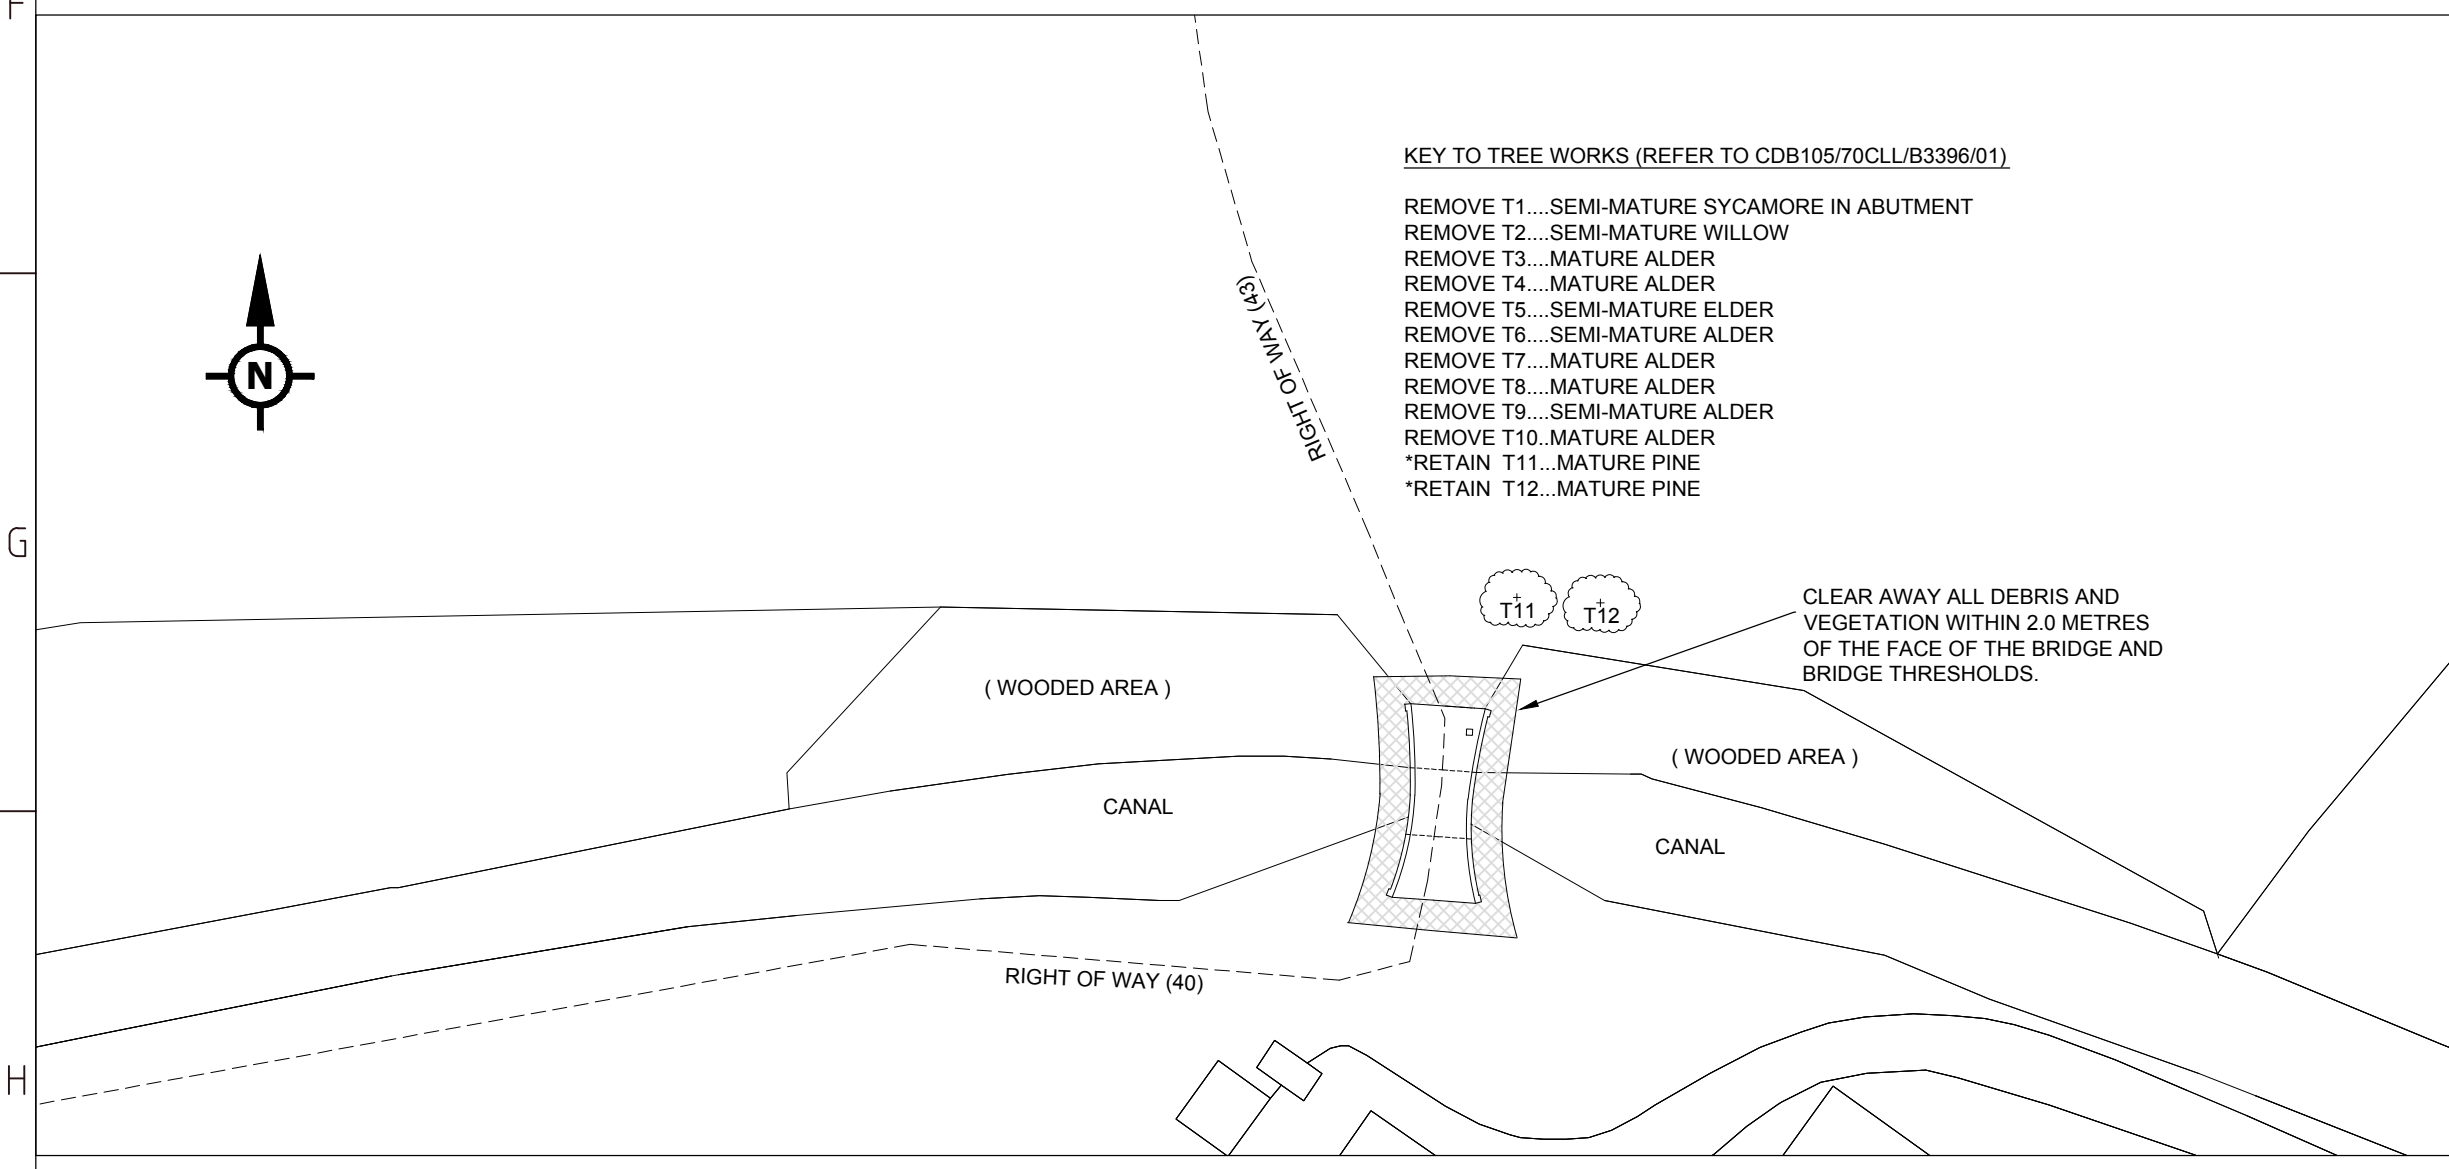 F
KEY TO TREE WORKS (REFER TO CDB105/70CLL/B3396/01)
REMOVE T1....SEMI-MATURE SYCAMORE IN ABUTMENT
REMOVE T2....SEMI-MATURE WILLOW
REMOVE T3....MATURE ALDER
REMOVE T4....MATURE ALDER
REMOVE T5....SEMI-MATURE ELDER
REMOVE T6....SEMI-MATURE ALDER
REMOVE T7....MATURE ALDER
REMOVE T8....MATURE ALDER
REMOVE T9....SEMI-MATURE ALDER
REMOVE T10..MATURE ALDER
*RETAIN  T11...MATURE PINE
*RETAIN  T12...MATURE PINE
N
RIGHT OF WAY (43)
G
T11
T12
CLEAR AWAY ALL DEBRIS AND
VEGETATION WITHIN 2.0 METRES
OF THE FACE OF THE BRIDGE AND
BRIDGE THRESHOLDS.
( WOODED AREA )
( WOODED AREA )
CANAL
CANAL
RIGHT OF WAY (40)
H